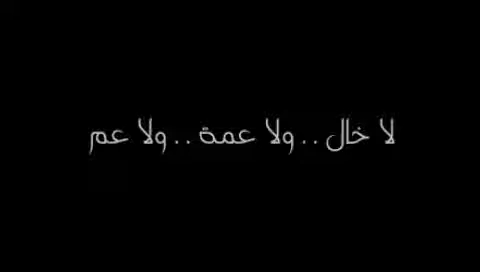 لا خال .. ولا عمة .. ولا عم